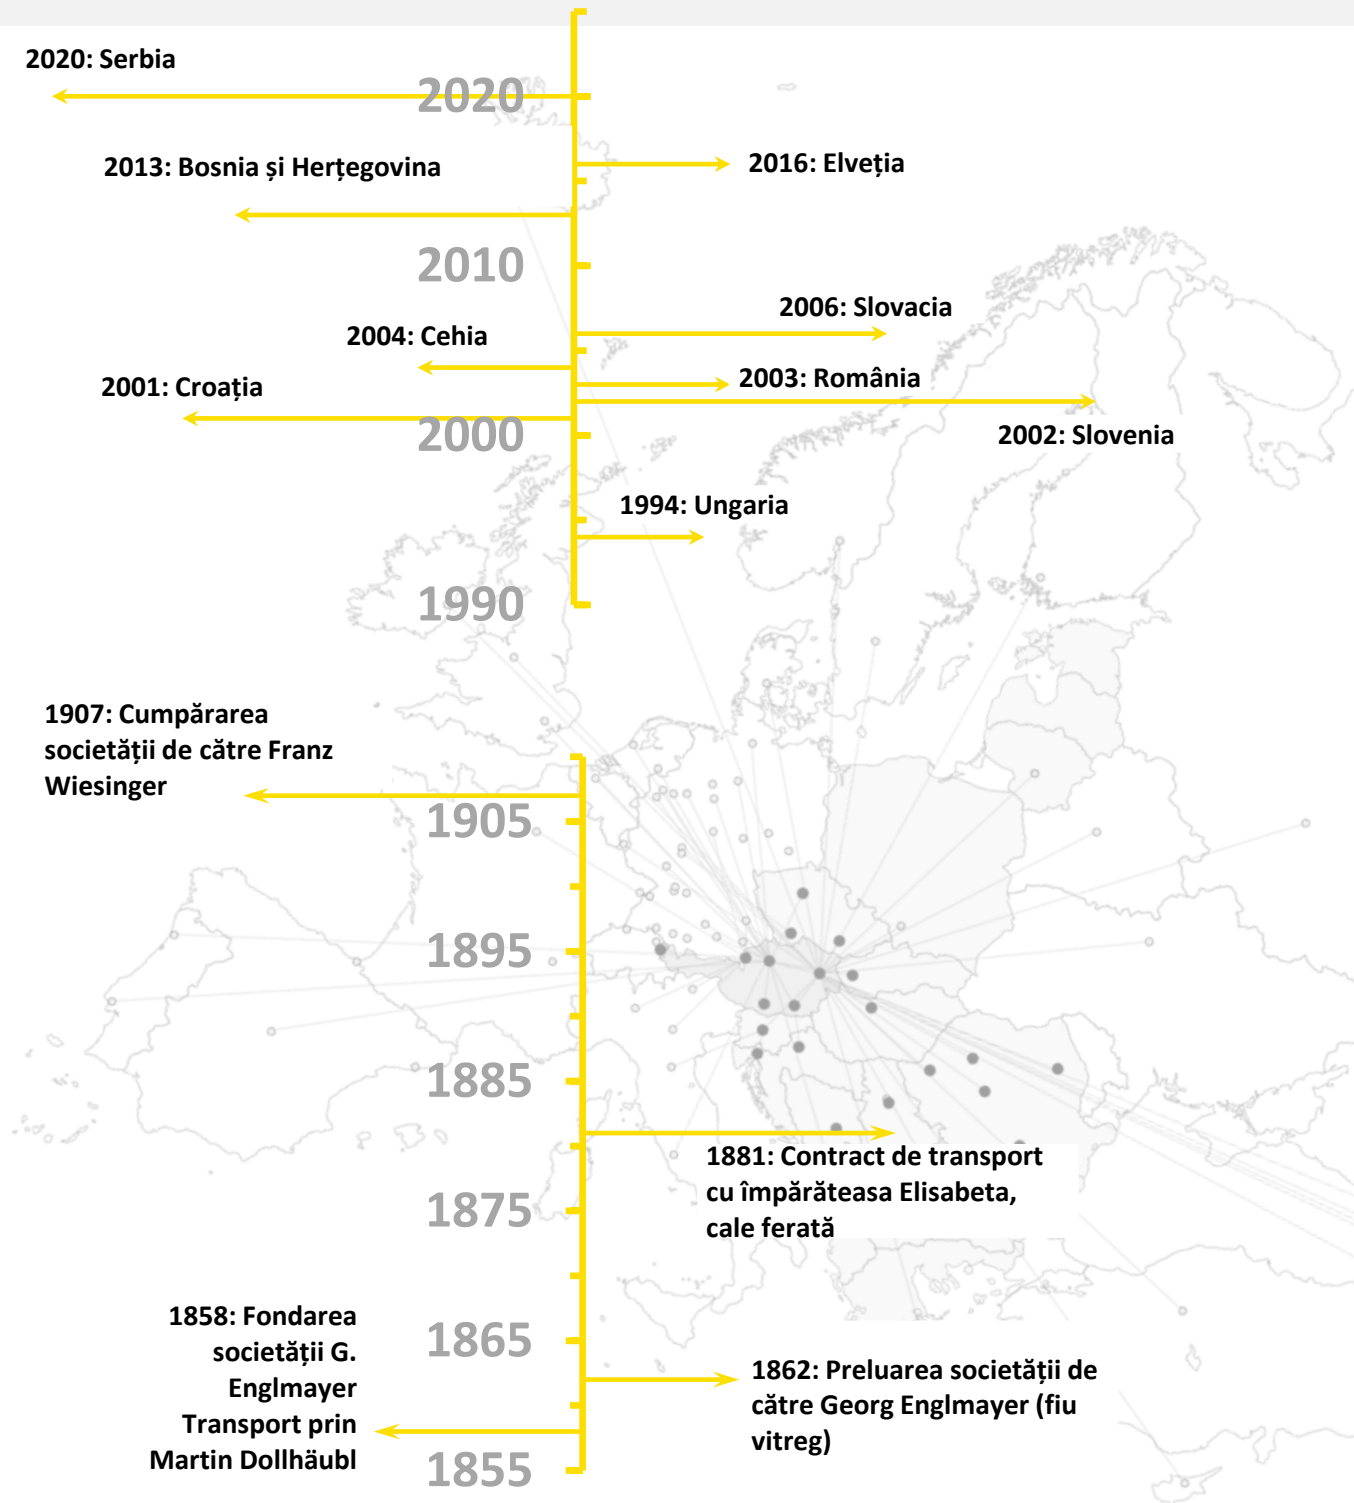 2020: Serbia
2020
2013: Bosnia și Herțegovina
2016: Elveția
2010
2006: Slovacia
2004: Cehia
2003: România
2001: Croația
2000
2002: Slovenia
1994: Ungaria
1990
1907: Cumpărarea
societății de către Franz
Wiesinger
1905
1895
1885
1881: Contract de transport
cu împărăteasa Elisabeta,
cale ferată
1875
1858: Fondarea
societății G.
Englmayer
Transport prin
Martin Dollhäubl
1865
1862: Preluarea societății de
către Georg Englmayer (fiu
vitreg)
1855